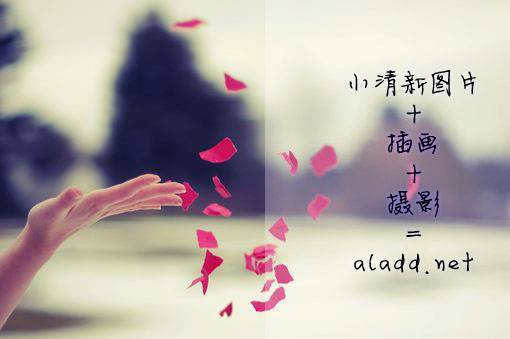 小清新图片
+
插画
+
摄影
=
aladd.net